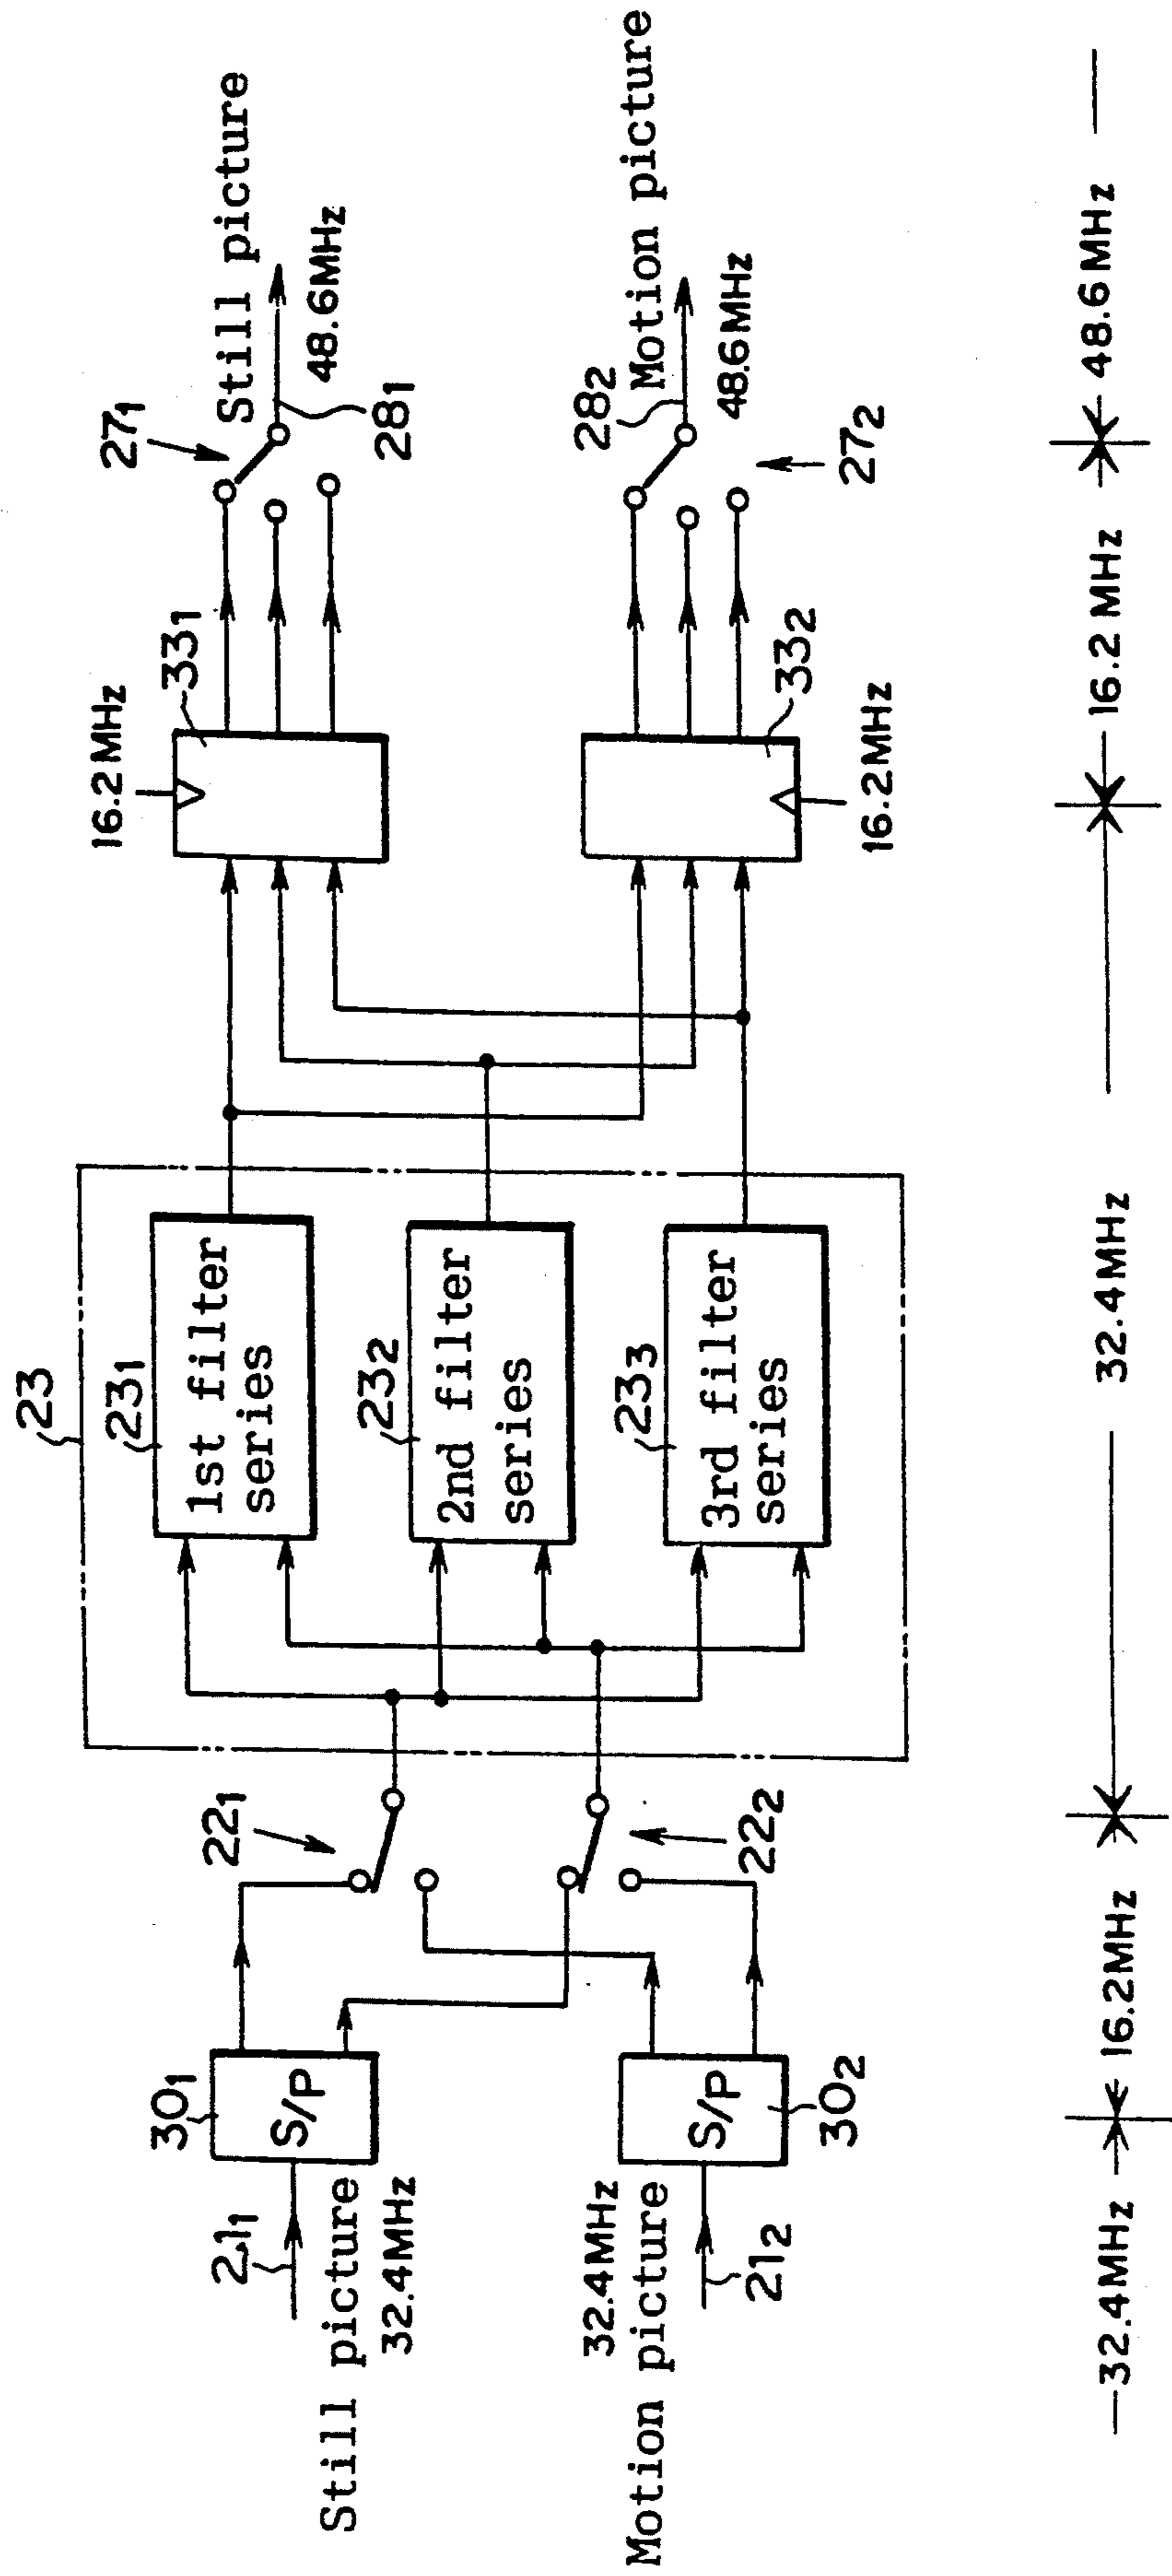 Still picture
32.4MHz
21₁
30₁
S/P
Motion picture
32.4MHz
21₂
30₂
S/P
22₁
22₂
23
23₁
1st filter
series
23₂
2nd filter
series
23₃
3rd filter
series
16.2MHz
33₁
33₂
16.2MHz
27₁
Still picture
48.6MHz
28₁
28₂
Motion picture
48.6MHz
27₂
32.4MHz
16.2MHz
32.4MHz
16.2 MHz
48.6 MHz